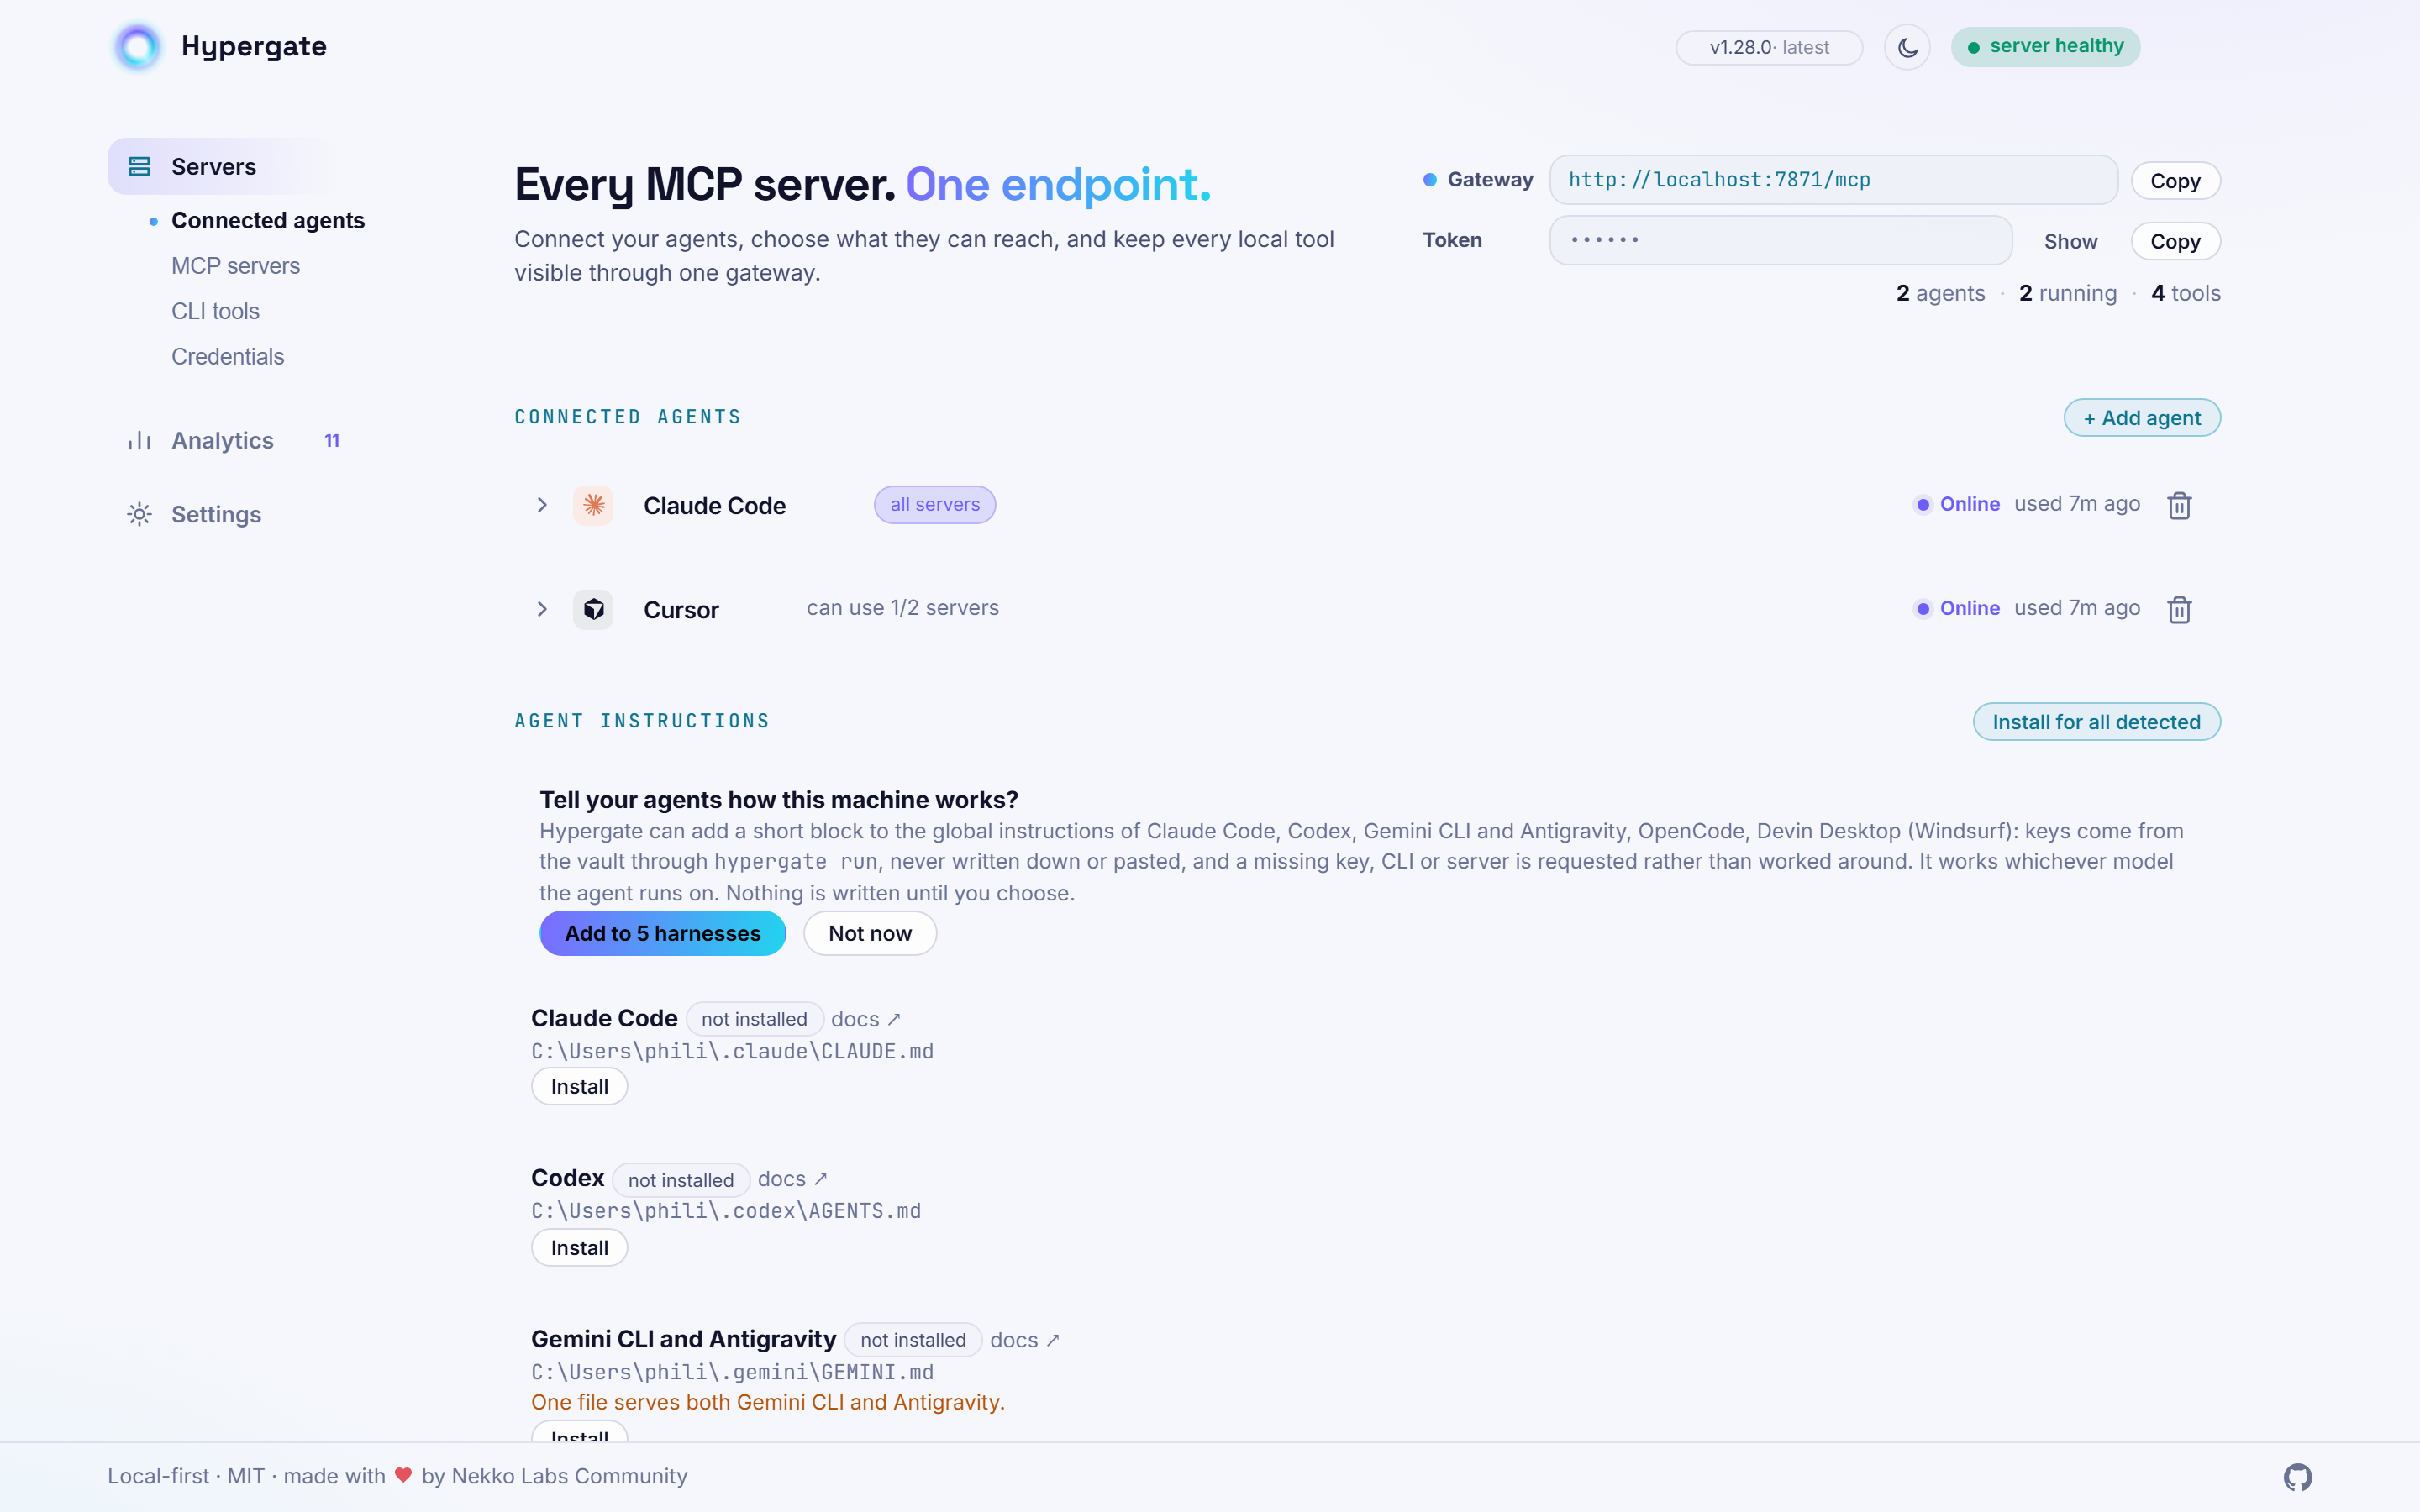 Hypergate
v1.28.0 · latest
server healthy
Servers
Connected agents
MCP servers
CLI tools
Credentials
Analytics 11
Settings
Every MCP server. One endpoint.
Connect your agents, choose what they can reach, and keep every local tool
visible through one gateway.
Gateway http://localhost:7871/mcp Copy
Token •••••• Show Copy
2 agents · 2 running · 4 tools
CONNECTED AGENTS
+ Add agent
Claude Code all servers Online used 7m ago
Cursor can use 1/2 servers Online used 7m ago
AGENT INSTRUCTIONS
Install for all detected
Tell your agents how this machine works?
Hypergate can add a short block to the global instructions of Claude Code, Codex, Gemini CLI and Antigravity, OpenCode, Devin Desktop (Windsurf): keys come from
the vault through hypergate run, never written down or pasted, and a missing key, CLI or server is requested rather than worked around. It works whichever model
the agent runs on. Nothing is written until you choose.
Add to 5 harnesses Not now
Claude Code not installed docs ↗
C:\Users\phili\.claude\CLAUDE.md
Install
Codex not installed docs ↗
C:\Users\phili\.codex\AGENTS.md
Install
Gemini CLI and Antigravity not installed docs ↗
C:\Users\phili\.gemini\GEMINI.md
One file serves both Gemini CLI and Antigravity.
Install
Local-first · MIT · made with ♥ by Nekko Labs Community